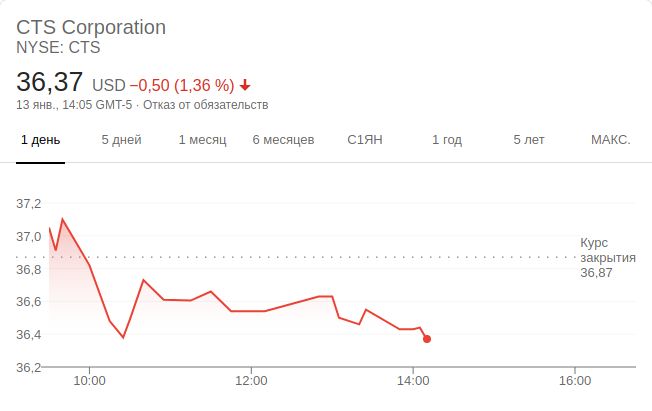 CTS Corporation
NYSE: CTS
36,37 USD −0,50 (1,36 %)
13 янв., 14:05 GMT-5 · Отказ от обязательств
1 день 5 дней 1 месяц 6 месяцев С1ЯН 1 год 5 лет МАКС.
37,2
37,0
36,8
36,6
36,4
36,2
Курс
закрытия
36,87
10:00 12:00 14:00 16:00